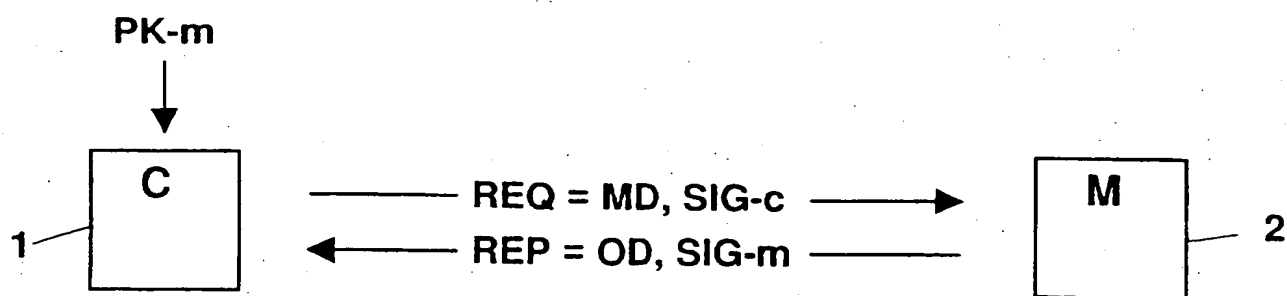 PK-m
C
M
REQ = MD, SIG-c
REP = OD, SIG-m
1
2